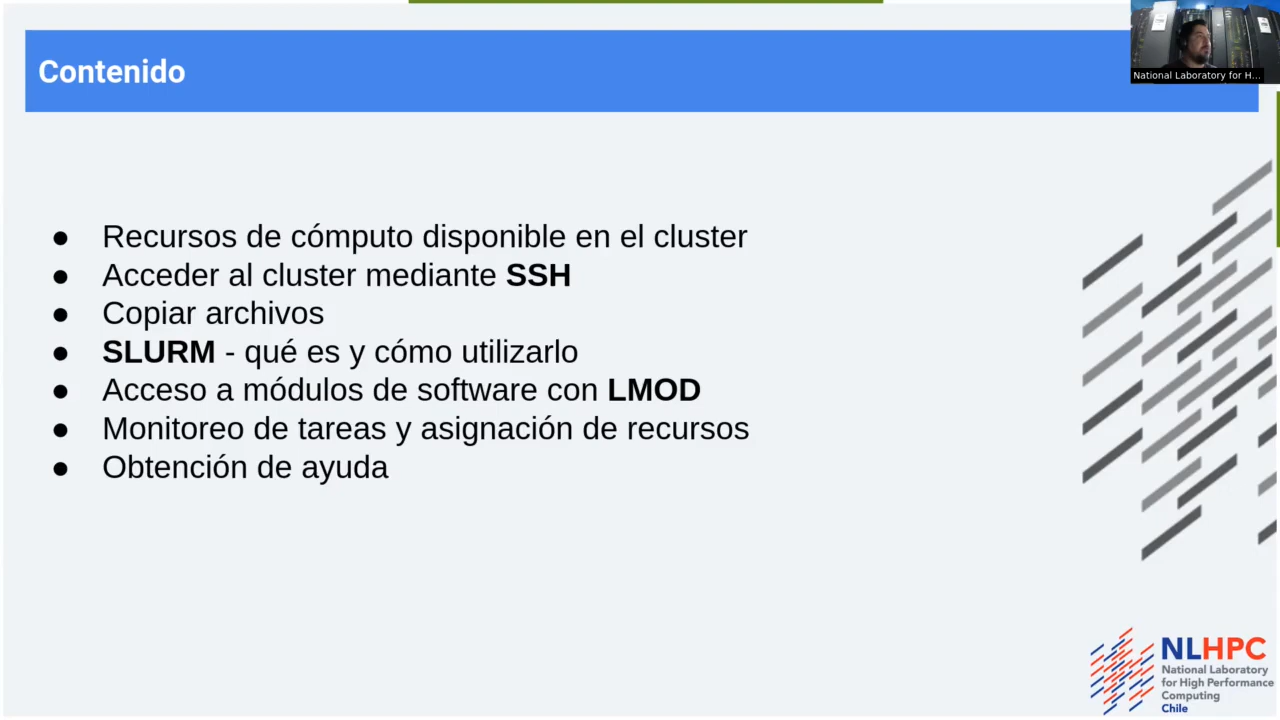 Contenido
National Laboratory for H...
● Recursos de cómputo disponible en el cluster
● Acceder al cluster mediante SSH
● Copiar archivos
● SLURM - qué es y cómo utilizarlo
● Acceso a módulos de software con LMOD
● Monitoreo de tareas y asignación de recursos
● Obtención de ayuda
NLHPC
National Laboratory
for High Performance
Computing
Chile